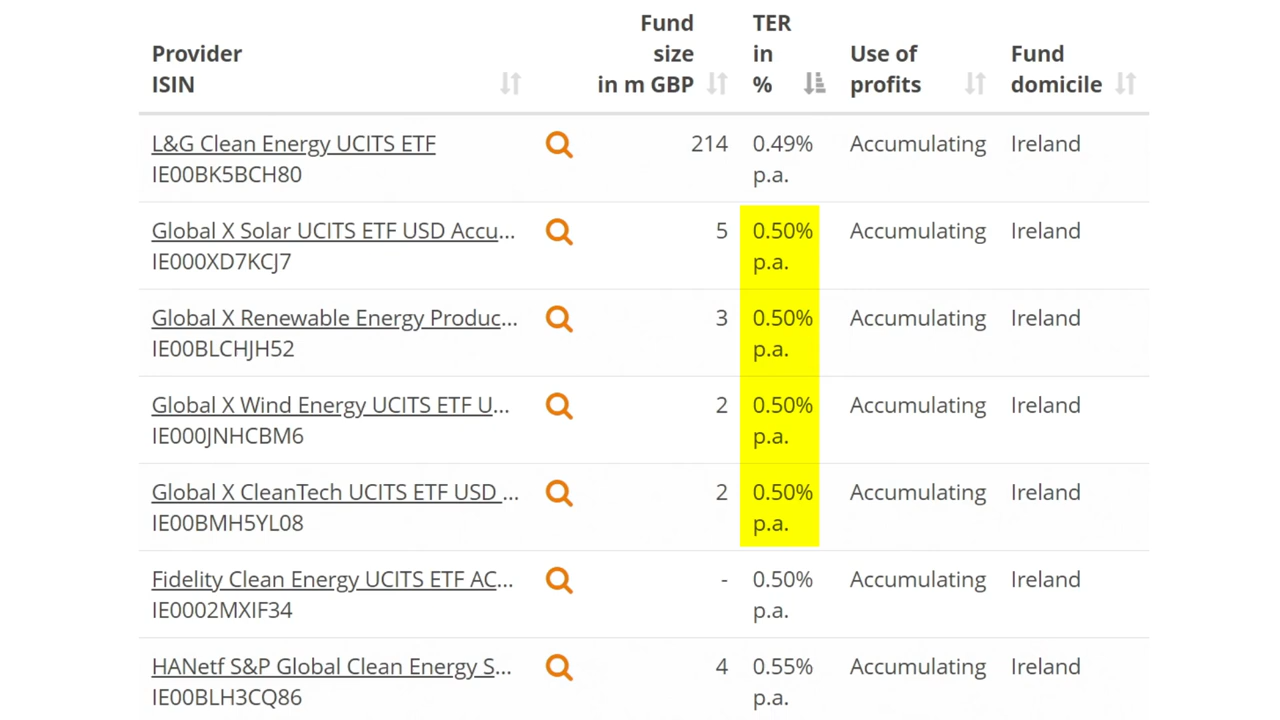 Provider
ISIN
Fund
size
in m GBP
TER
in
%
Use of
profits
Fund
domicile
L&G Clean Energy UCITS ETF
IE00BK5BCH80
214
0.49%
p.a.
Accumulating
Ireland
Global X Solar UCITS ETF USD Accu...
IE000XD7KCJ7
5
0.50%
p.a.
Accumulating
Ireland
Global X Renewable Energy Produc...
IE00BLCHJH52
3
0.50%
p.a.
Accumulating
Ireland
Global X Wind Energy UCITS ETF U...
IE000JNHCBM6
2
0.50%
p.a.
Accumulating
Ireland
Global X CleanTech UCITS ETF USD ...
IE00BMH5YL08
2
0.50%
p.a.
Accumulating
Ireland
Fidelity Clean Energy UCITS ETF AC...
IE0002MXIF34
-
0.50%
p.a.
Accumulating
Ireland
HANetf S&P Global Clean Energy S...
IE00BLH3CQ86
4
0.55%
p.a.
Accumulating
Ireland